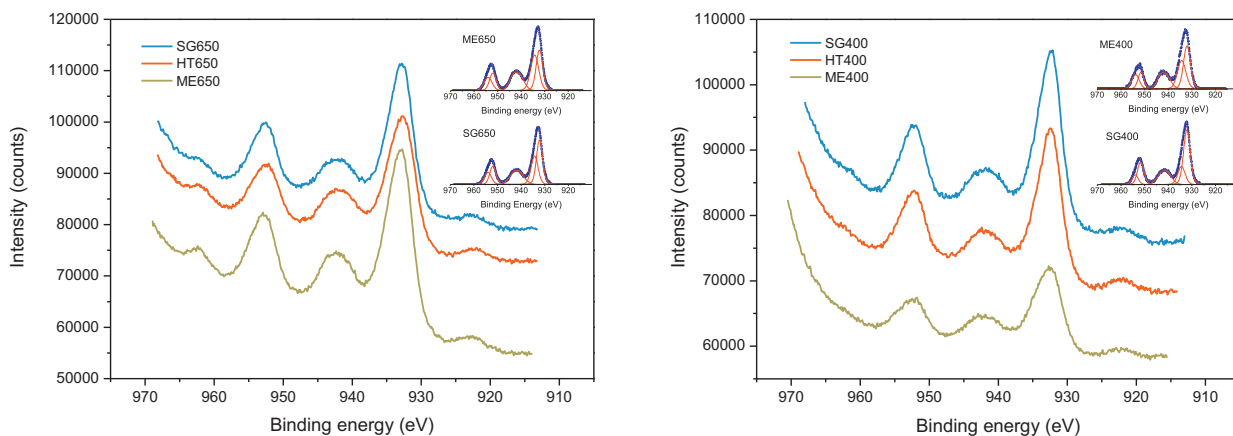 120000
110000
100000
90000
80000
70000
60000
50000
Intensity (counts)
SG650
HT650
ME650
ME650
970 960 950 940 930 920
Binding energy (eV)
SG650
970 960 950 940 930 920
Binding Energy (eV)
970 960 950 940 930 920 910
Binding energy (eV)
110000
100000
90000
80000
70000
60000
Intensity (counts)
SG400
HT400
ME400
ME400
970 960 950 940 930 920
Binding energy (eV)
SG400
970 960 950 940 930 920
Binding energy (eV)
970 960 950 940 930 920 910
Binding energy (eV)